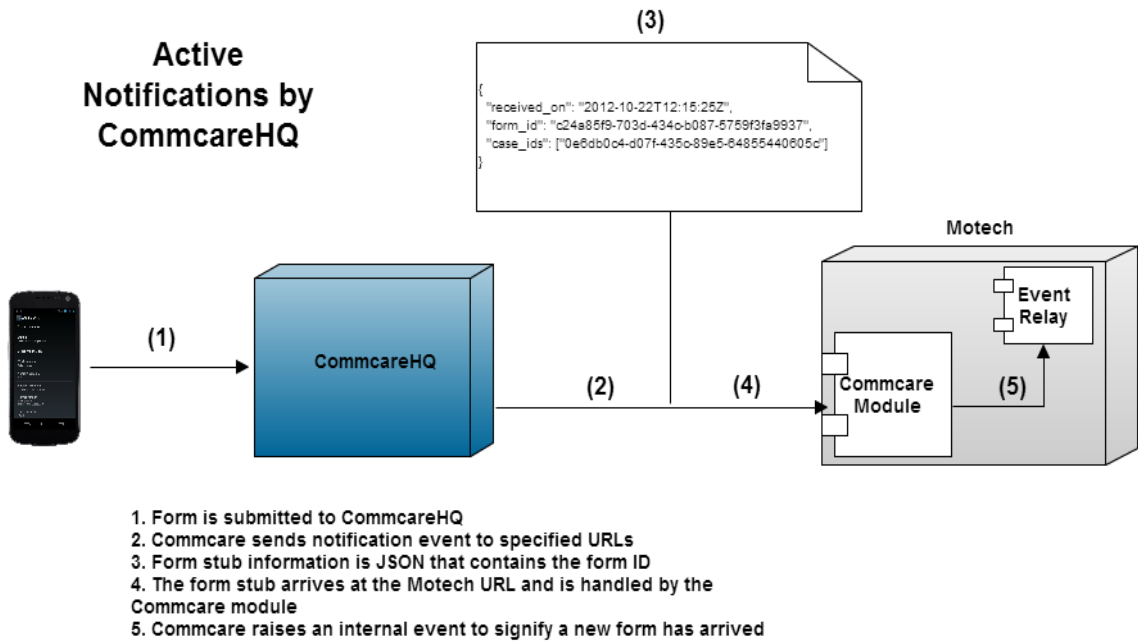 Active
Notifications by
CommcareHQ
(3)
{
"received_on": "2012-10-22T12:15:25Z",
"form_id": "c24a85f9-703d-434c-b087-5759f3fa9937",
"case_ids": ["0e6db0c4-d07f-435c-89e5-64855440605c"]
}
Motech
Event
Relay
(1)
CommcareHQ
(2)
(4)
Commcare
Module
(5)
1. Form is submitted to CommcareHQ
2. Commcare sends notification event to specified URLs
3. Form stub information is JSON that contains the form ID
4. The form stub arrives at the Motech URL and is handled by the
Commcare module
5. Commcare raises an internal event to signify a new form has arrived